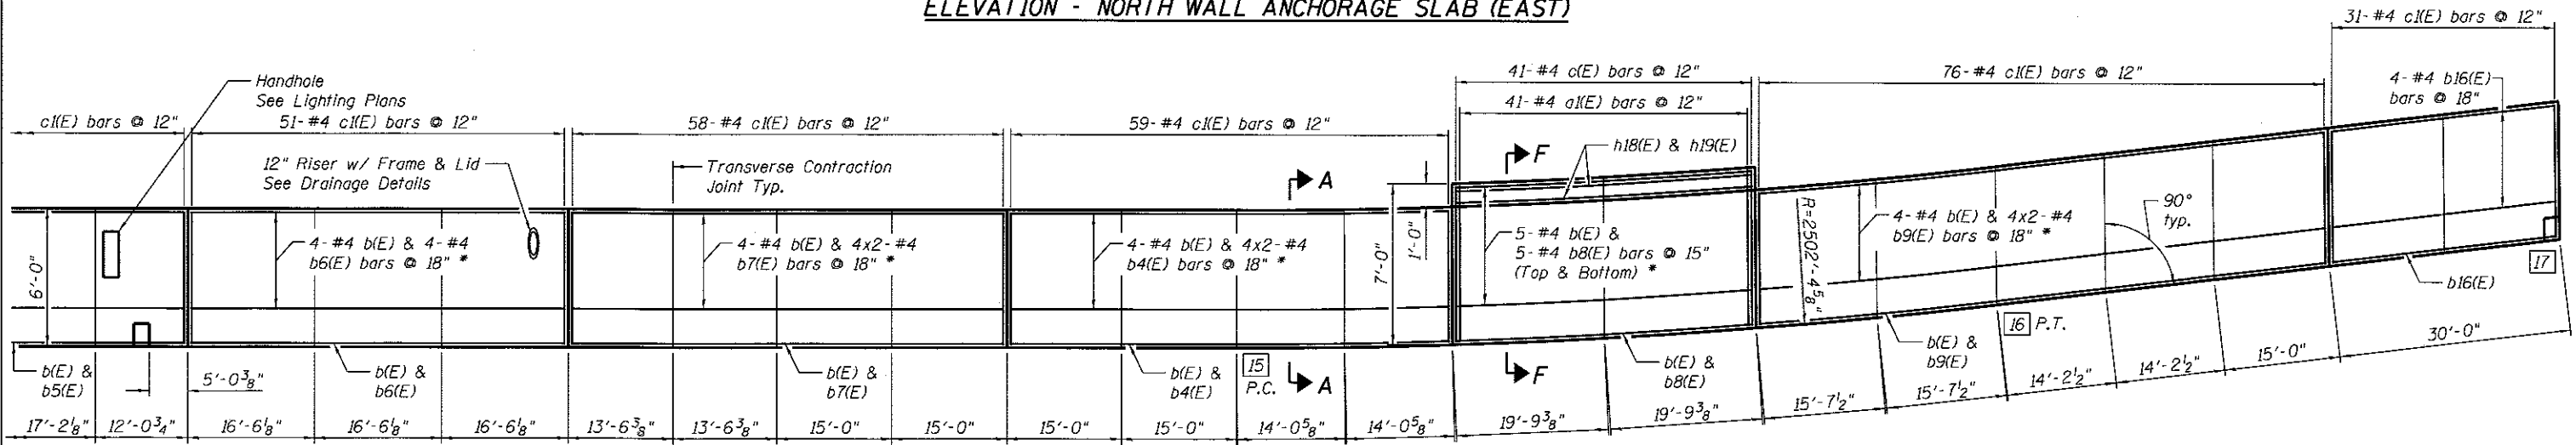 ELEVATION - NORTH WALL ANCHORAGE SLAB (EAST)
31-#4 c1(E) bars @ 12"
Handhole
See Lighting Plans
41-#4 c(E) bars @ 12"
76-#4 c1(E) bars @ 12"
4-#4 b16(E)
bars @ 18"
c1(E) bars @ 12"
51-#4 c1(E) bars @ 12"
58-#4 c1(E) bars @ 12"
59-#4 c1(E) bars @ 12"
41-#4 a1(E) bars @ 12"
12" Riser w/ Frame & Lid
See Drainage Details
Transverse Contraction
Joint Typ.
A
F
h18(E) & h19(E)
6'-0"
4-#4 b(E) & 4-#4
b6(E) bars @ 18" *
4-#4 b(E) & 4x2-#4
b7(E) bars @ 18" *
4-#4 b(E) & 4x2-#4
b4(E) bars @ 18" *
7'-0"
1'-0"
5-#4 b(E) &
5-#4 b8(E) bars @ 15"
(Top & Bottom) *
R=2502'-4 5/8"
4-#4 b(E) & 4x2-#4
b9(E) bars @ 18" *
90°
typ.
17
b16(E)
b(E) &
b5(E)
5'-0 3/8"
b(E) &
b6(E)
b(E) &
b7(E)
b(E) &
b4(E)
15
P.C.
A
F
b(E) &
b8(E)
b(E) &
b9(E)
16 P.T.
17'-2 1/8"
12'-0 3/4"
16'-6 1/8"
16'-6 1/8"
16'-6 1/8"
13'-6 3/8"
13'-6 3/8"
15'-0"
15'-0"
15'-0"
15'-0"
14'-0 5/8"
14'-0 5/8"
19'-9 3/8"
19'-9 3/8"
15'-7 1/2"
15'-7 1/2"
14'-2 1/2"
14'-2 1/2"
15'-0"
30'-0"